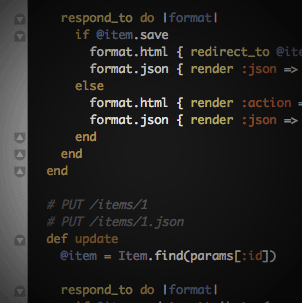 respond_to do |format|
if @item.save
format.html { redirect_to @ite
format.json { render :json =>
else
format.html { render :action =
format.json { render :json =>
end
end
end
# PUT /items/1
# PUT /items/1.json
def update
@item = Item.find(params[:id])
respond_to do |format|